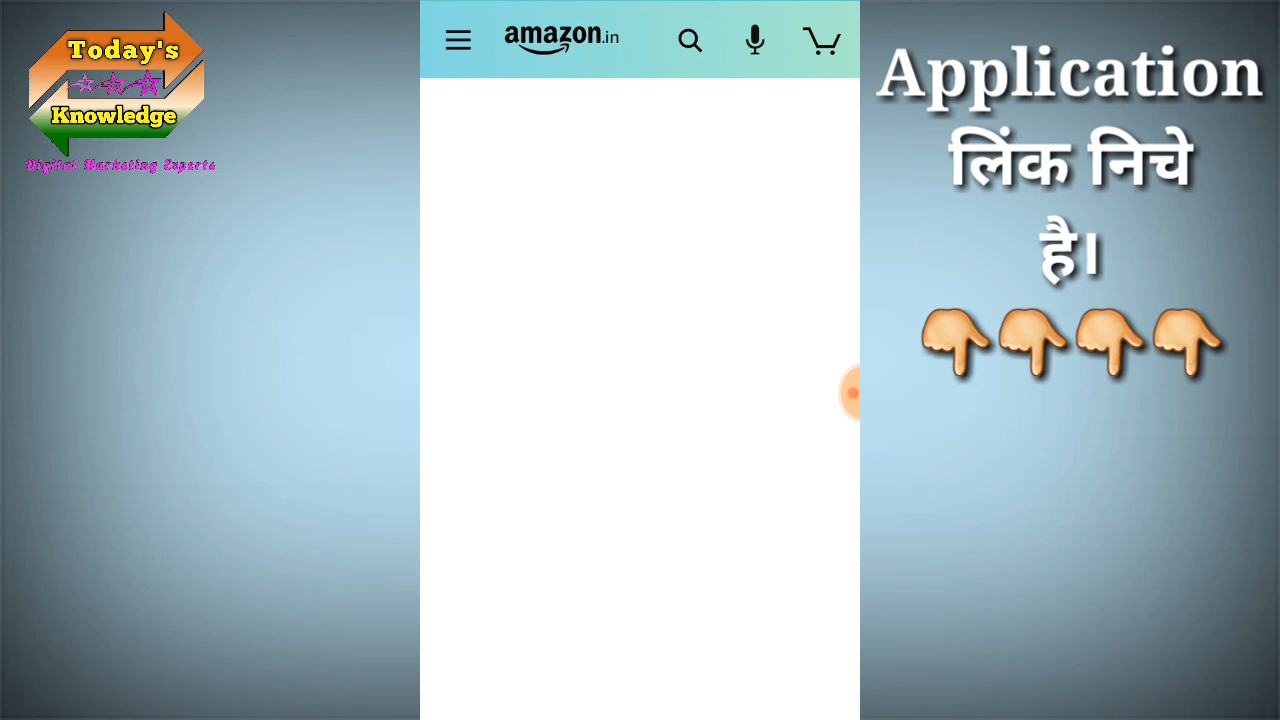 Today's
Knowledge
Digital Marketing Experts
amazon.in
Application
लिंक निचे
है।